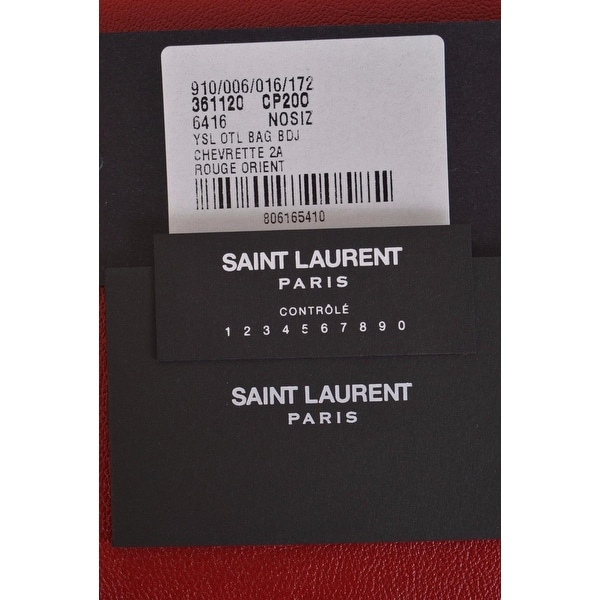 910/006/016/172
361120 CP200
6416 NOSIZ
YSL OTL BAG BDJ
CHEVRETTE 2A
ROUGE ORIENT
806165410
SAINT LAURENT
PARIS
CONTRÔLÉ
1 2 3 4 5 6 7 8 9 0
SAINT LAURENT
PARIS